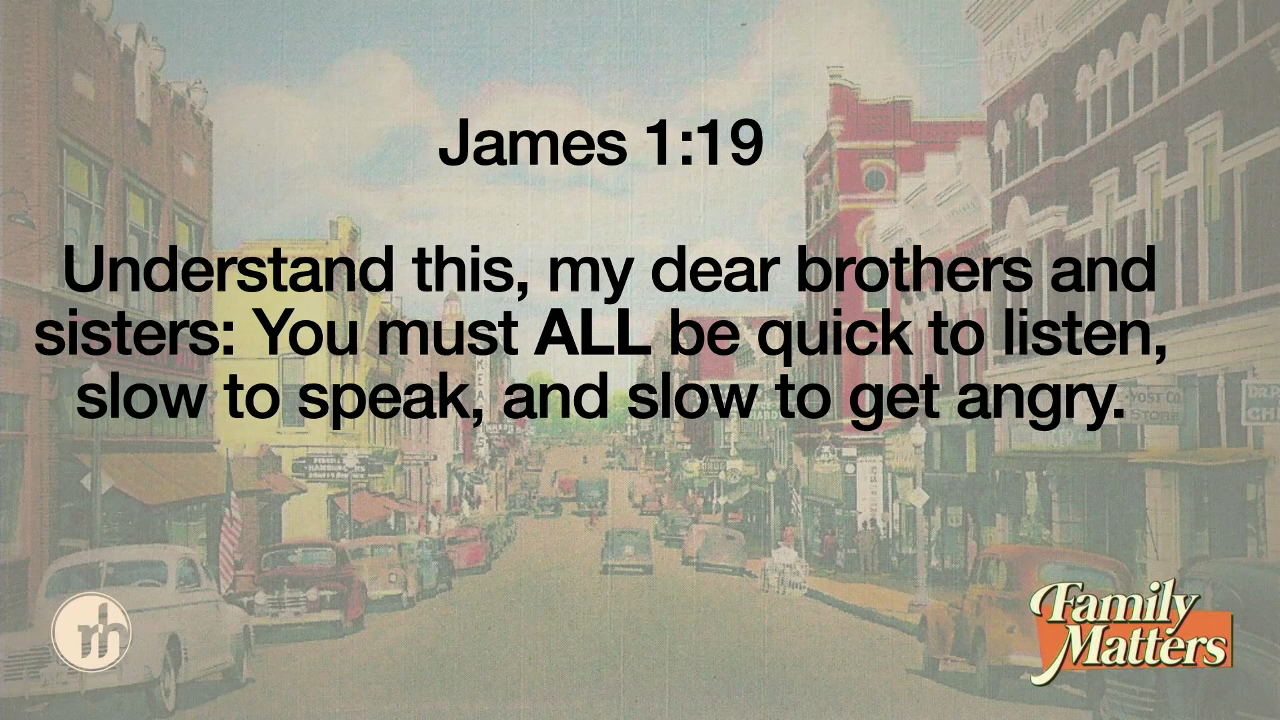 James 1:19
Understand this, my dear brothers and
sisters: You must ALL be quick to listen,
slow to speak, and slow to get angry.
rh
Family
Matters